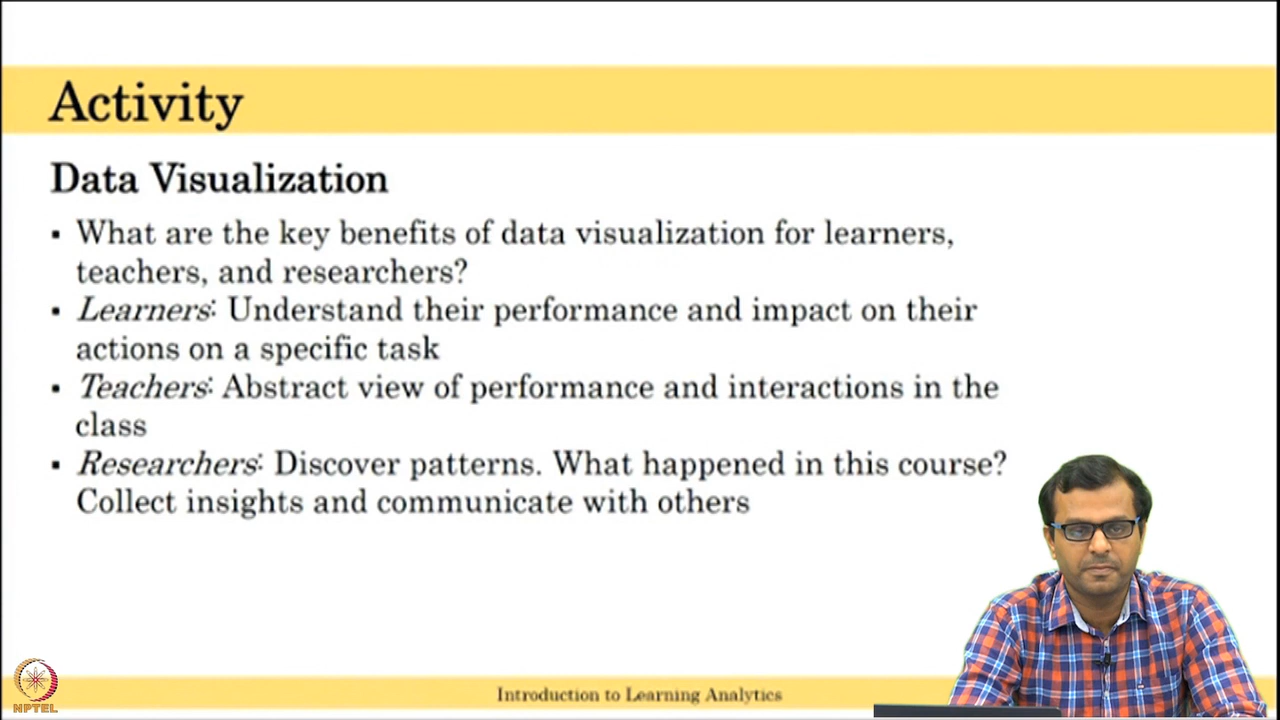 Activity
Data Visualization
▪ What are the key benefits of data visualization for learners,
teachers, and researchers?
▪ Learners: Understand their performance and impact on their
actions on a specific task
▪ Teachers: Abstract view of performance and interactions in the
class
▪ Researchers: Discover patterns. What happened in this course?
Collect insights and communicate with others
NPTEL
Introduction to Learning Analytics